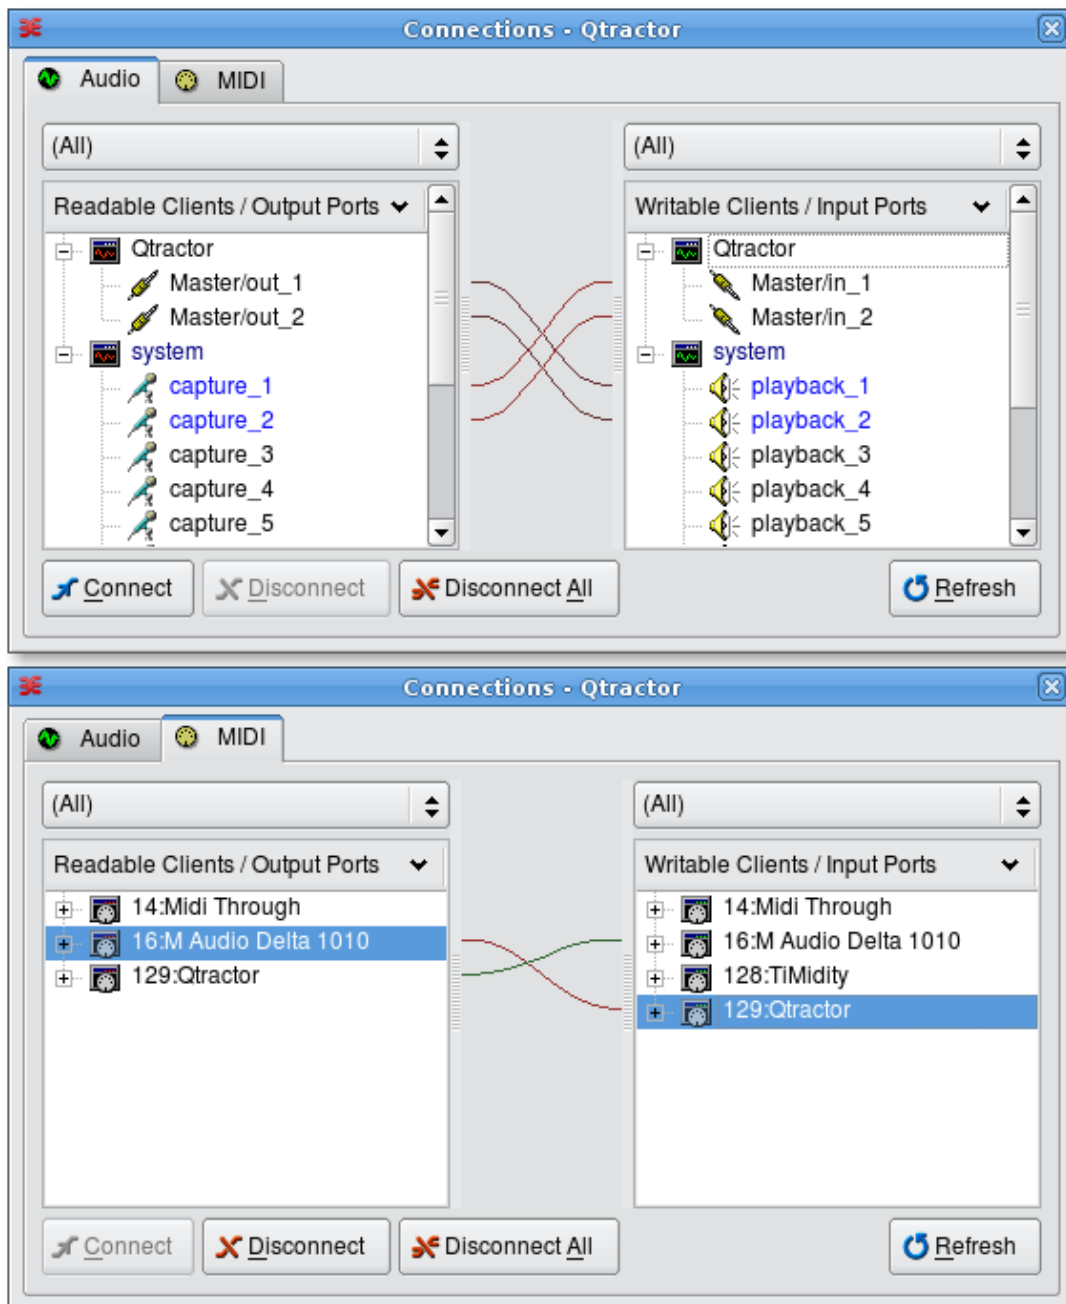 Connections - Qtractor
Audio MIDI
(All) (All)
Readable Clients / Output Ports Writable Clients / Input Ports
Qtractor Qtractor
Master/out_1 Master/in_1
Master/out_2 Master/in_2
system system
capture_1 playback_1
capture_2 playback_2
capture_3 playback_3
capture_4 playback_4
capture_5 playback_5
Connect Disconnect Disconnect All Refresh
Connections - Qtractor
Audio MIDI
(All) (All)
Readable Clients / Output Ports Writable Clients / Input Ports
14:Midi Through 14:Midi Through
16:M Audio Delta 1010 16:M Audio Delta 1010
129:Qtractor 128:TiMidity
129:Qtractor
Connect Disconnect Disconnect All Refresh